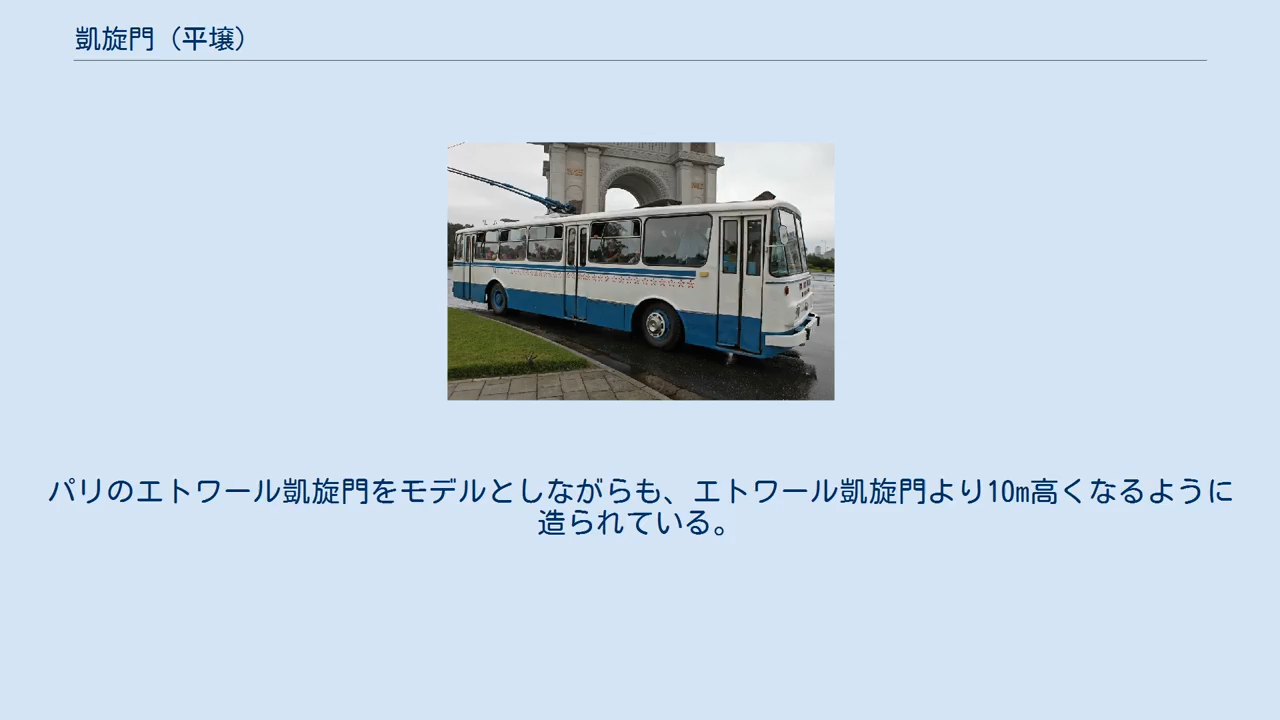 凱旋門（平壌）
パリのエトワール凱旋門をモデルとしながらも、エトワール凱旋門より10m高くなるように
造られている。